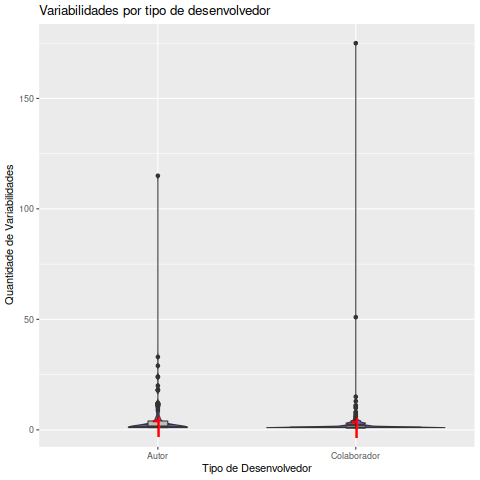 Variabilidades por tipo de desenvolvedor
Quantidade de Variabilidades
150
100
50
0
Autor
Colaborador
Tipo de Desenvolvedor